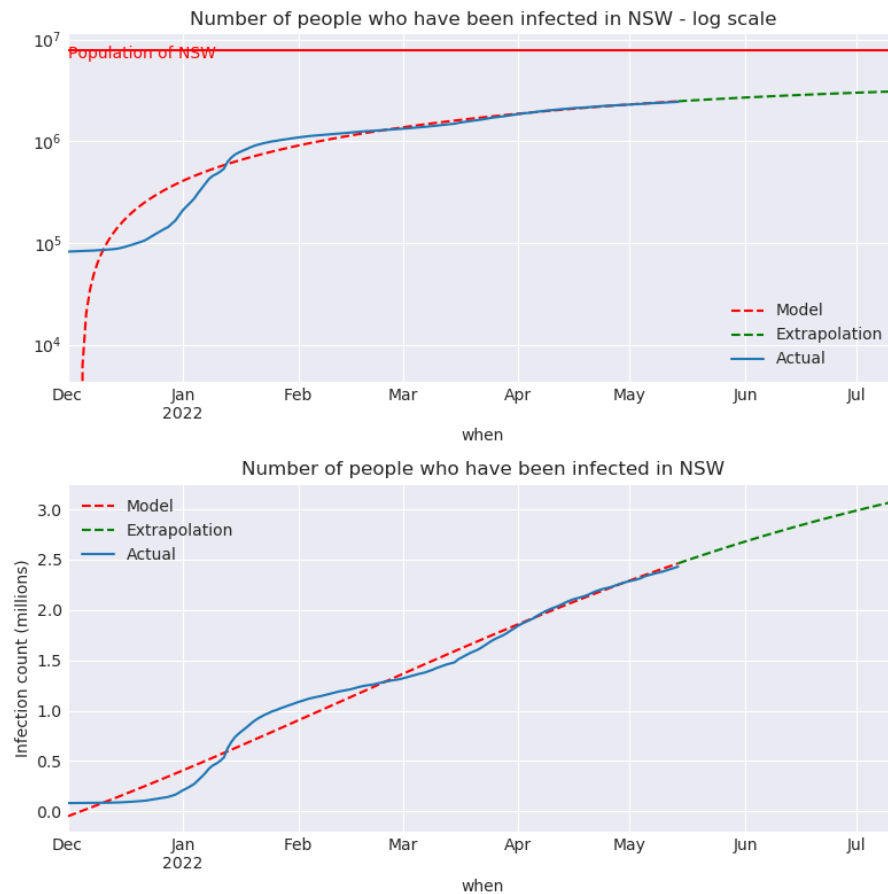 Number of people who have been infected in NSW - log scale
10⁷
Population of NSW
10⁶
10⁵
10⁴
Model
Extrapolation
Actual
Dec Jan Feb Mar Apr May Jun Jul
2022
when
Number of people who have been infected in NSW
Infection count (millions)
3.0
2.5
2.0
1.5
1.0
0.5
0.0
Model
Extrapolation
Actual
Dec Jan Feb Mar Apr May Jun Jul
2022
when